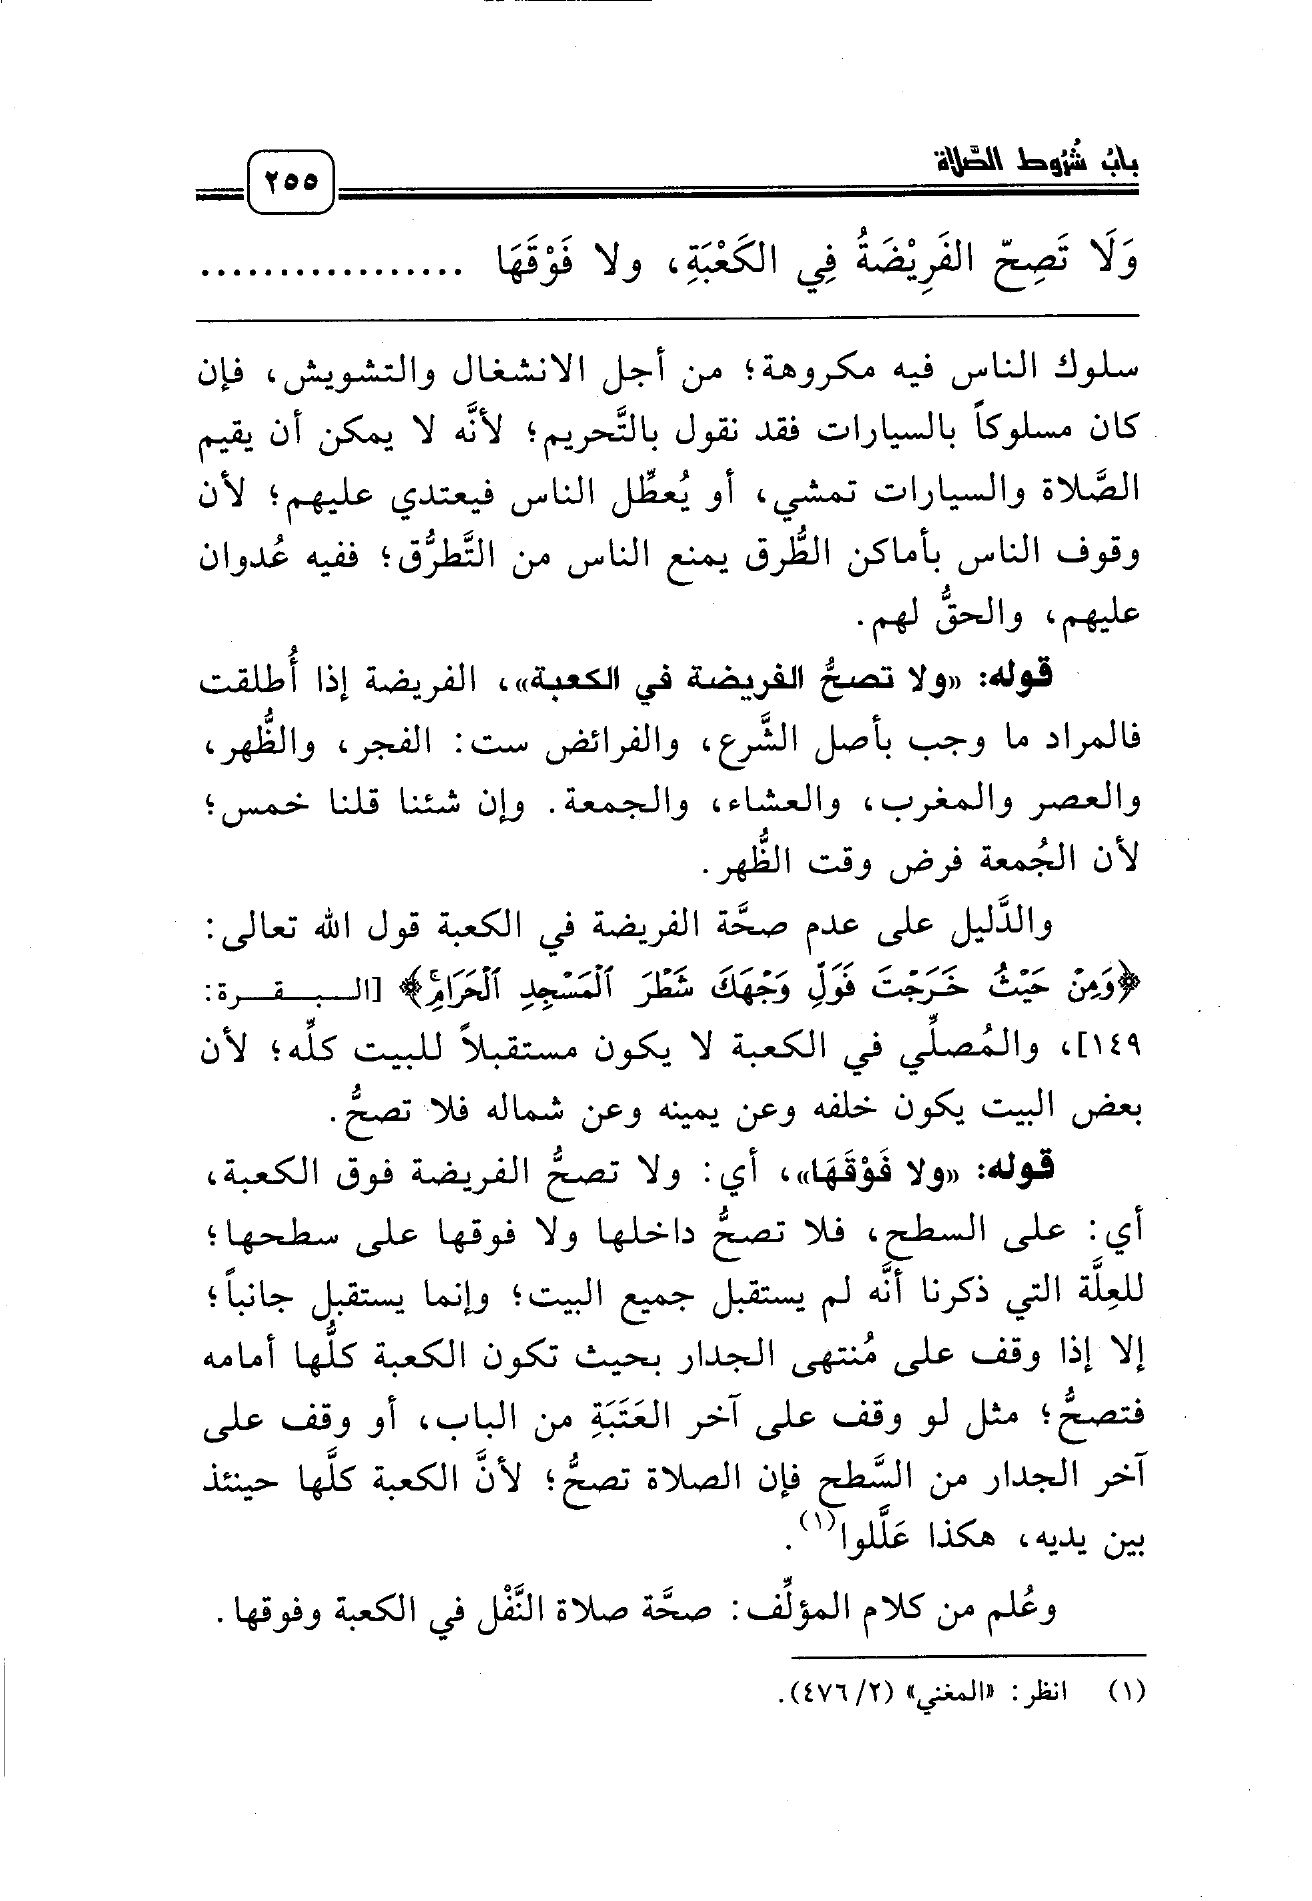 باب شُرُوط الصَّلاة
٢٥٥
وَلَا تَصِحّ الفَرِيْضَةُ فِي الكَعْبَةِ، ولا فَوْقَهَا .................
سلوك الناس فيه مكروهة؛ من أجل الانشغال والتشويش، فإن
كان مسلوكاً بالسيارات فقد نقول بالتَّحريم؛ لأنَّه لا يمكن أن يقيم
الصَّلاة والسيارات تمشي، أو يُعطِّل الناس فيعتدي عليهم؛ لأن
وقوف الناس بأماكن الطُّرق يمنع الناس من التَّطرُّق؛ ففيه عُدوان
عليهم، والحقُّ لهم.
قوله: «ولا تصحُّ الفريضة في الكعبة»، الفريضة إذا أُطلقت
فالمراد ما وجب بأصل الشَّرع، والفرائض ست: الفجر، والظُّهر،
والعصر والمغرب، والعشاء، والجمعة. وإن شئنا قلنا خمس؛
لأن الجُمعة فرض وقت الظُّهر.
والدَّليل على عدم صحَّة الفريضة في الكعبة قول الله تعالى:
﴿وَمِنْ حَيْثُ خَرَجْتَ فَوَلِّ وَجْهَكَ شَطْرَ ٱلْمَسْجِدِ ٱلْحَرَامِۚ﴾ [البقرة:
١٤٩]، والمُصلِّي في الكعبة لا يكون مستقبلاً للبيت كلِّه؛ لأن
بعض البيت يكون خلفه وعن يمينه وعن شماله فلا تصحُّ.
قوله: «ولا فَوْقَهَا»، أي: ولا تصحُّ الفريضة فوق الكعبة،
أي: على السطح، فلا تصحُّ داخلها ولا فوقها على سطحها؛
للعِلَّة التي ذكرنا أنَّه لم يستقبل جميع البيت؛ وإنما يستقبل جانباً؛
إلا إذا وقف على مُنتهى الجدار بحيث تكون الكعبة كلُّها أمامه
فتصحُّ؛ مثل لو وقف على آخر العَتَبَةِ من الباب، أو وقف على
آخر الجدار من السَّطح فإن الصلاة تصحُّ؛ لأنَّ الكعبة كلَّها حينئذ
بين يديه، هكذا عَلَّلوا(١).
وعُلم من كلام المؤلِّف: صحَّة صلاة النَّفْل في الكعبة وفوقها.
(١) انظر: «المغني» (٢/ ٤٧٦).